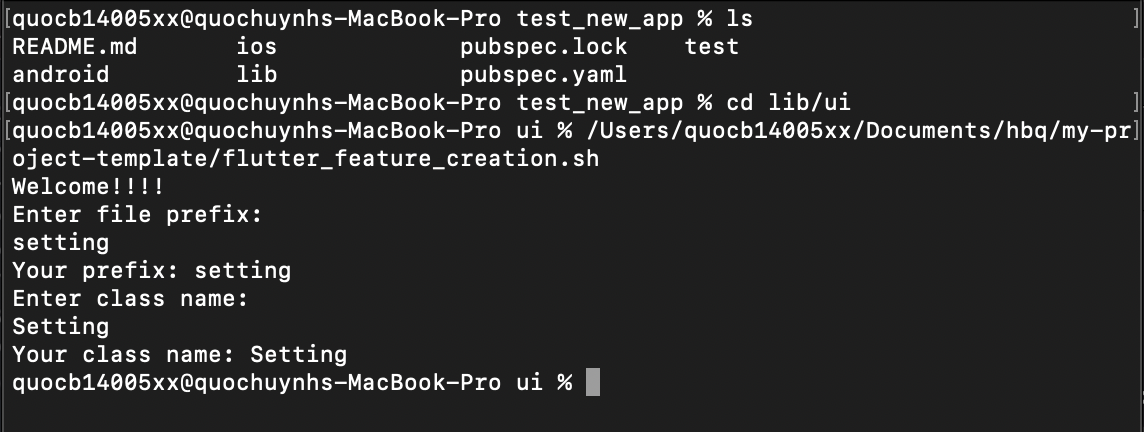 [quocb14005xx@quochuynhs-MacBook-Pro test_new_app % ls]
README.md ios pubspec.lock test
android lib pubspec.yaml
[quocb14005xx@quochuynhs-MacBook-Pro test_new_app % cd lib/ui]
[quocb14005xx@quochuynhs-MacBook-Pro ui % /Users/quocb14005xx/Documents/hbq/my-pr]
oject-template/flutter_feature_creation.sh
Welcome!!!!
Enter file prefix:
setting
Your prefix: setting
Enter class name:
Setting
Your class name: Setting
quocb14005xx@quochuynhs-MacBook-Pro ui %